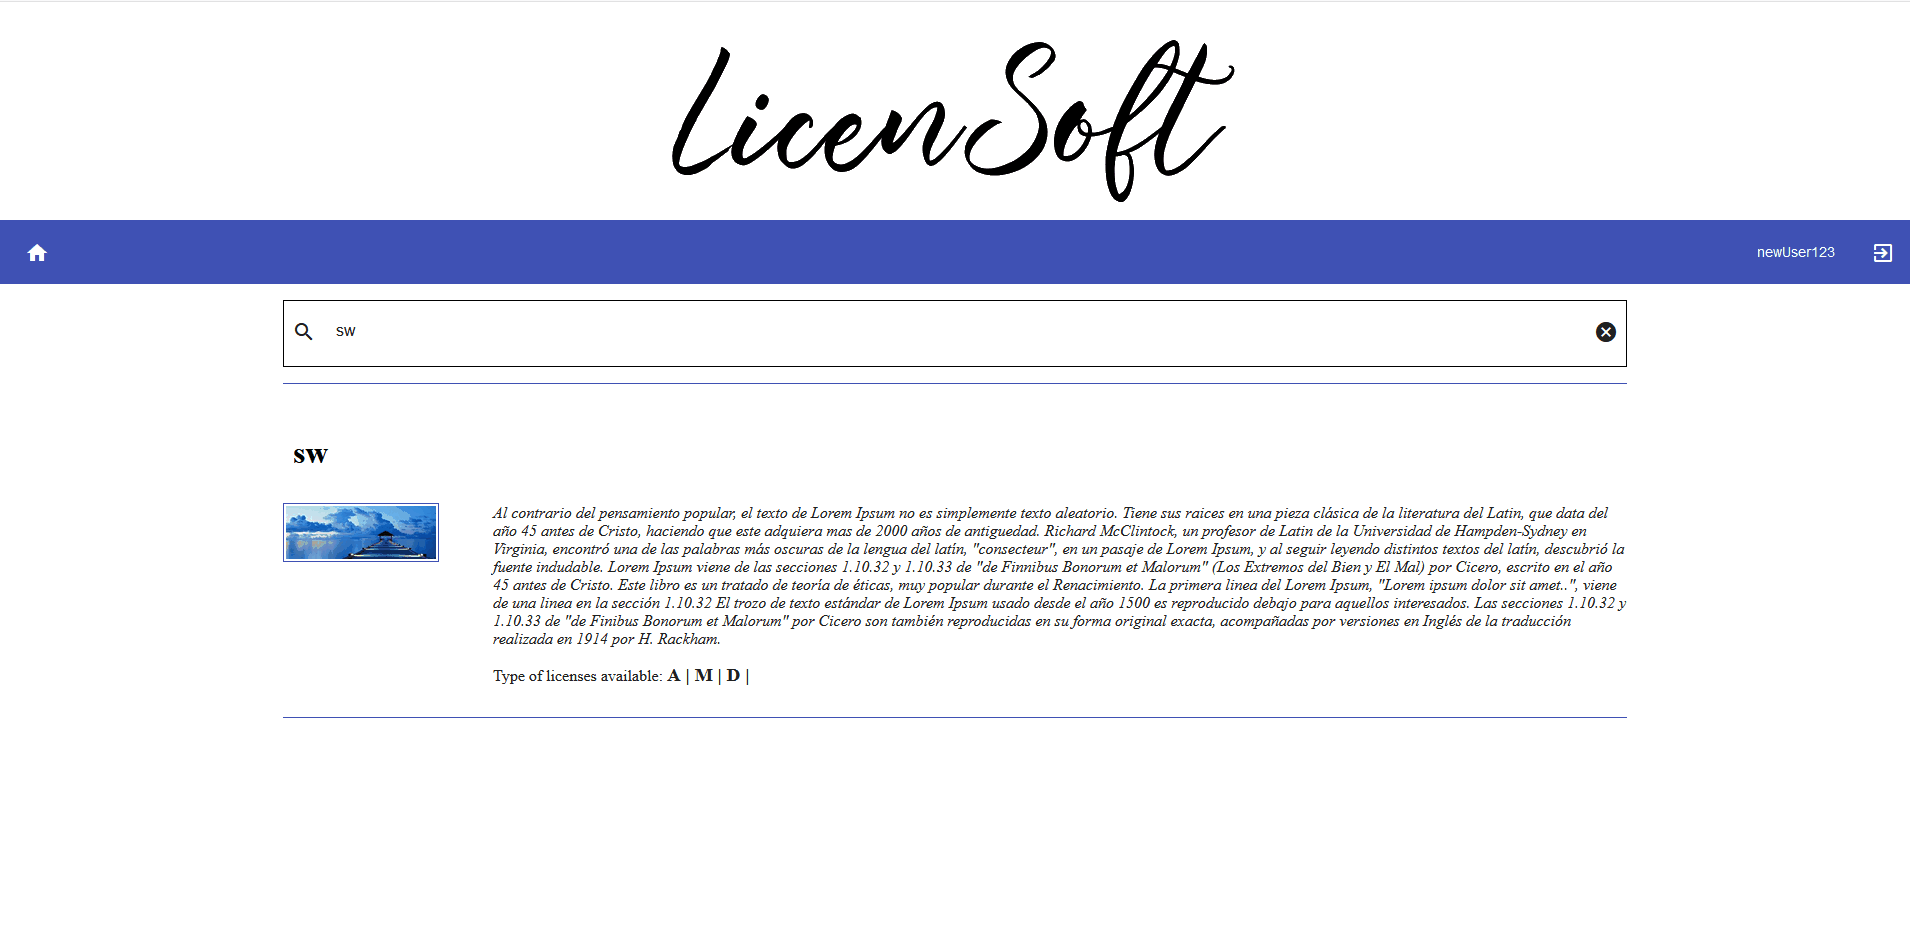 LicenSoft
newUser123
sw
sw
Al contrario del pensamiento popular, el texto de Lorem Ipsum no es simplemente texto aleatorio. Tiene sus raices en una pieza clásica de la literatura del Latin, que data del
año 45 antes de Cristo, haciendo que este adquiera mas de 2000 años de antiguedad. Richard McClintock, un profesor de Latin de la Universidad de Hampden-Sydney en
Virginia, encontró una de las palabras más oscuras de la lengua del latín, "consecteur", en un pasaje de Lorem Ipsum, y al seguir leyendo distintos textos del latín, descubrió la
fuente indudable. Lorem Ipsum viene de las secciones 1.10.32 y 1.10.33 de "de Finnibus Bonorum et Malorum" (Los Extremos del Bien y El Mal) por Cicero, escrito en el año
45 antes de Cristo. Este libro es un tratado de teoría de éticas, muy popular durante el Renacimiento. La primera linea del Lorem Ipsum, "Lorem ipsum dolor sit amet..", viene
de una linea en la sección 1.10.32 El trozo de texto estándar de Lorem Ipsum usado desde el año 1500 es reproducido debajo para aquellos interesados. Las secciones 1.10.32 y
1.10.33 de "de Finibus Bonorum et Malorum" por Cicero son también reproducidas en su forma original exacta, acompañadas por versiones en Inglés de la traducción
realizada en 1914 por H. Rackham.
Type of licenses available: A | M | D |